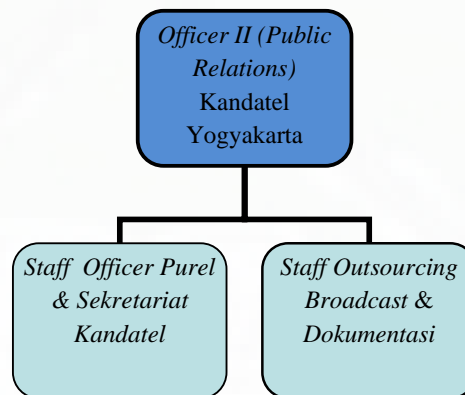 Officer II (Public
Relations)
Kandatel
Yogyakarta
Staff Officer Purel
& Sekretariat
Kandatel
Staff Outsourcing
Broadcast &
Dokumentasi